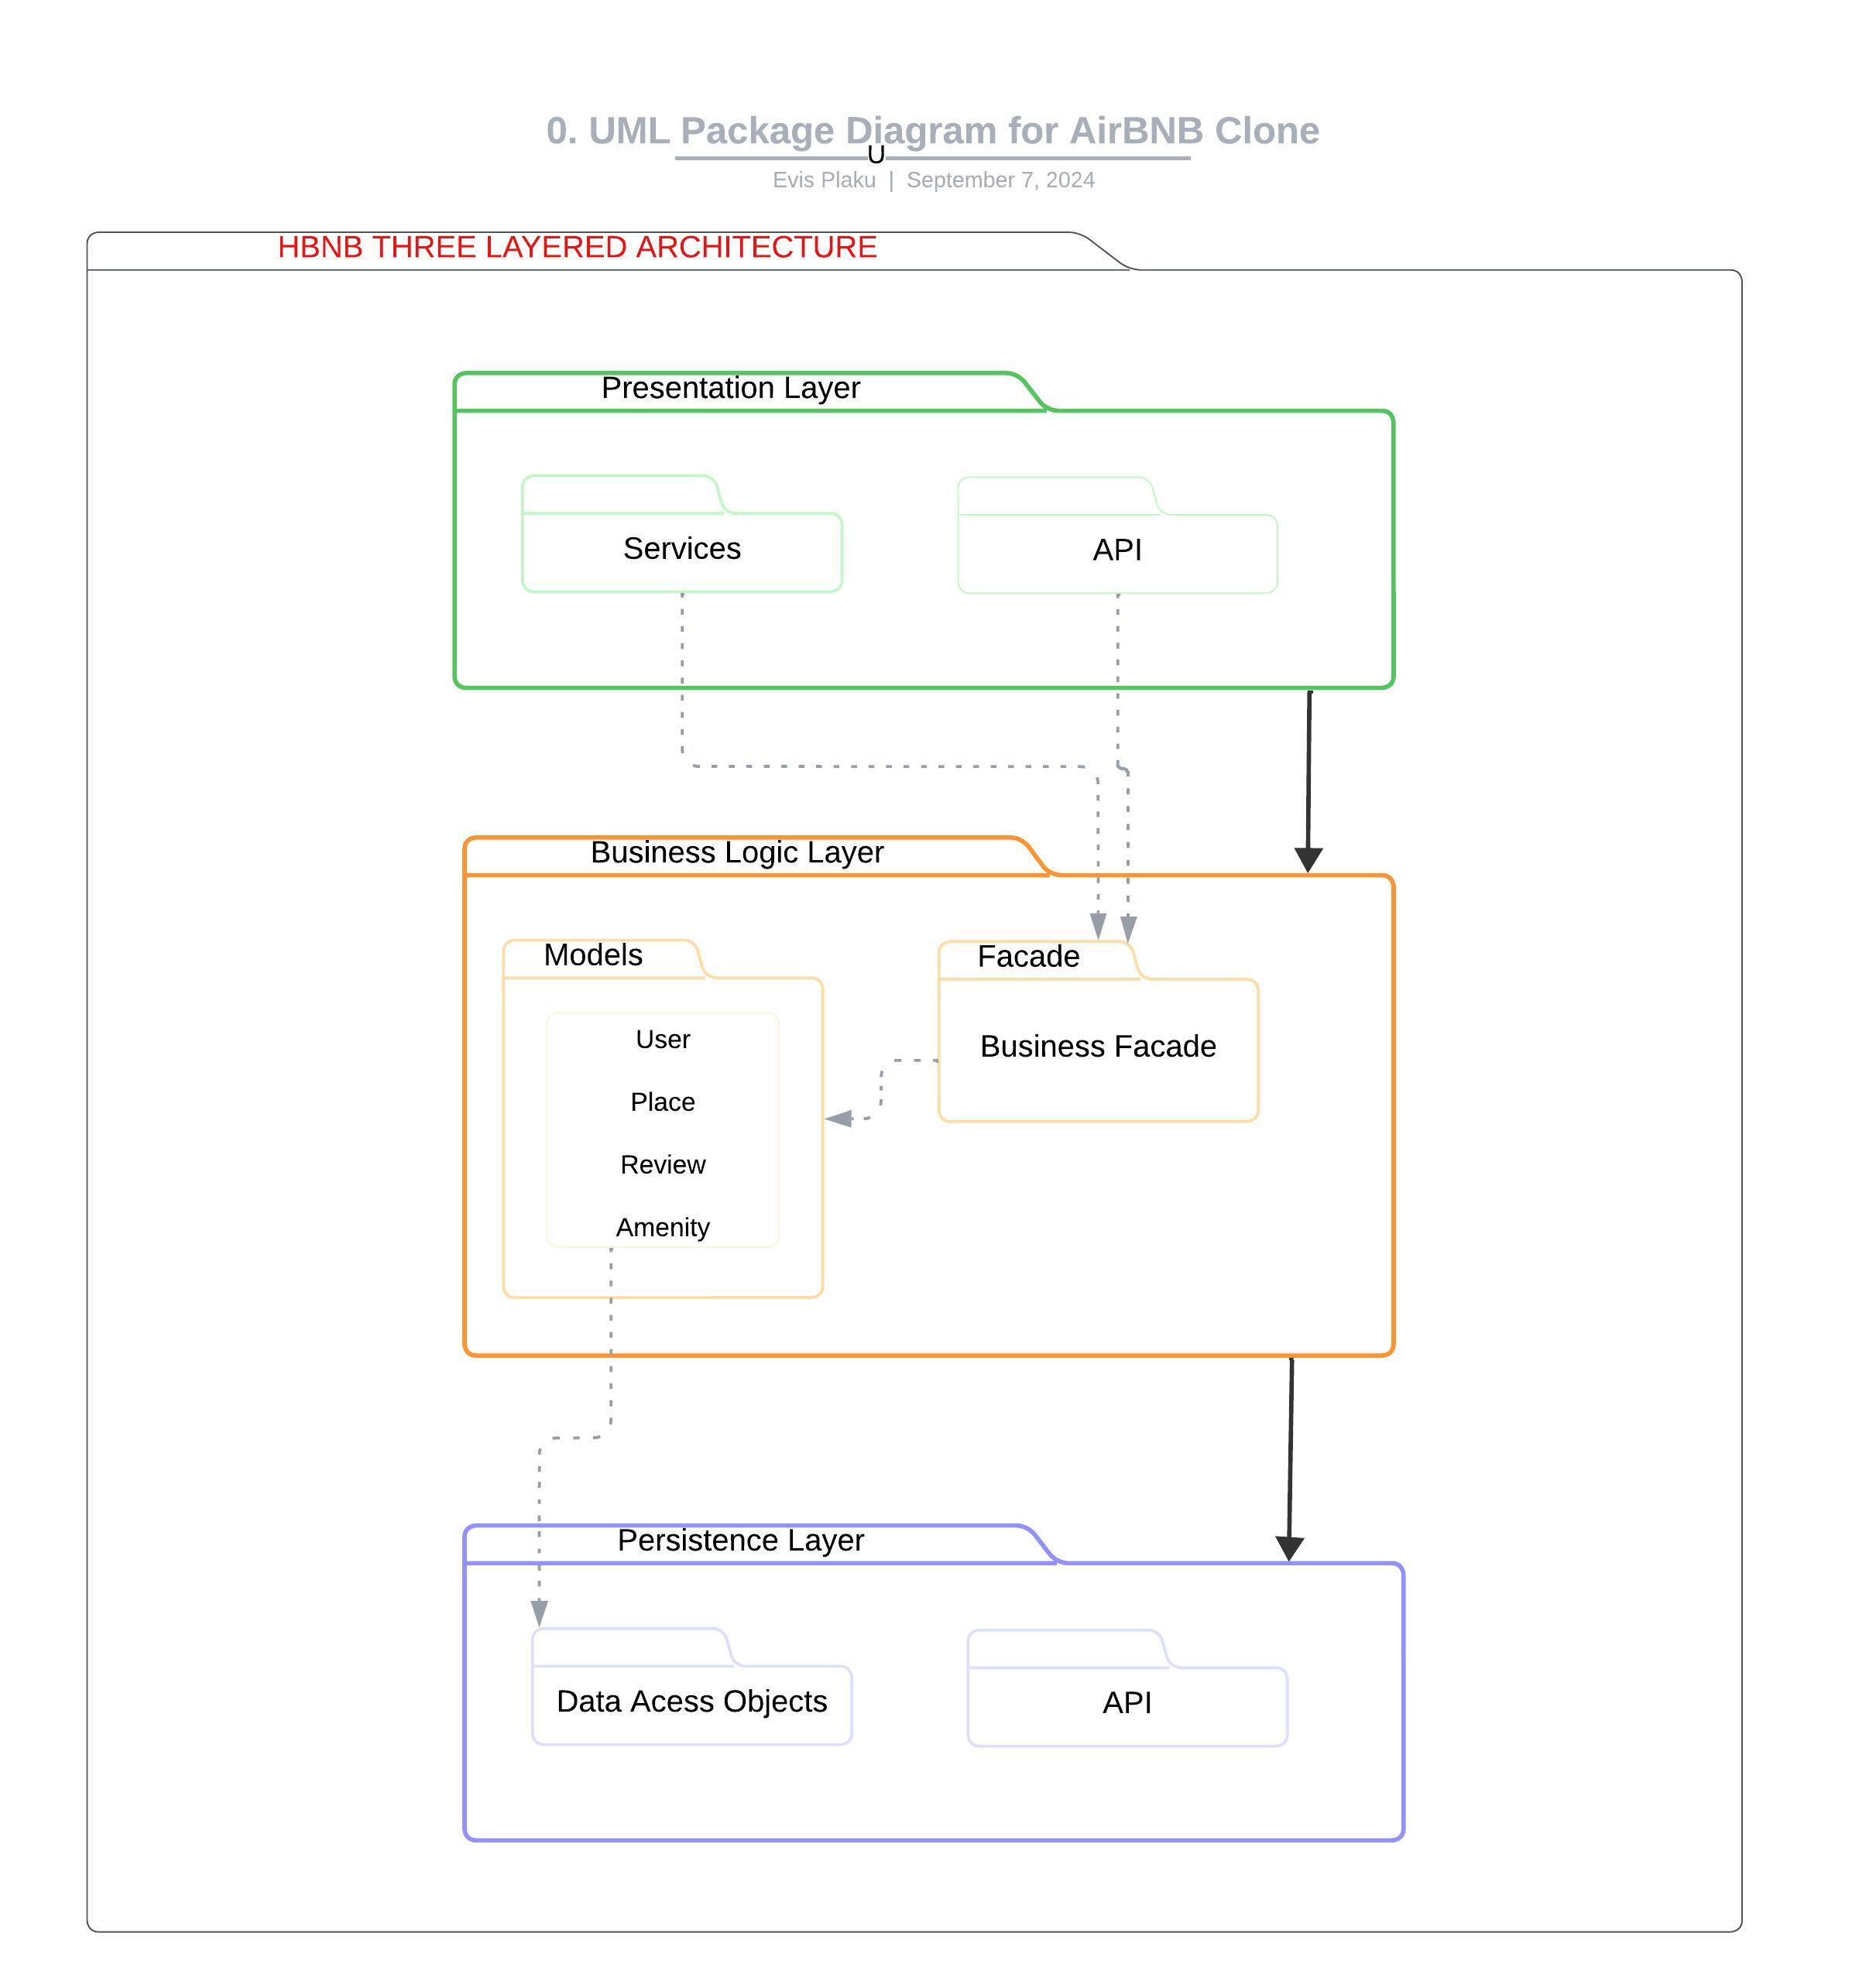 0. UML Package Diagram for AirBNB Clone
U
Evis Plaku | September 7, 2024
HBNB THREE LAYERED ARCHITECTURE
Presentation Layer
Services
API
Business Logic Layer
Models
Facade
User
Business Facade
Place
Review
Amenity
Persistence Layer
Data Acess Objects
API